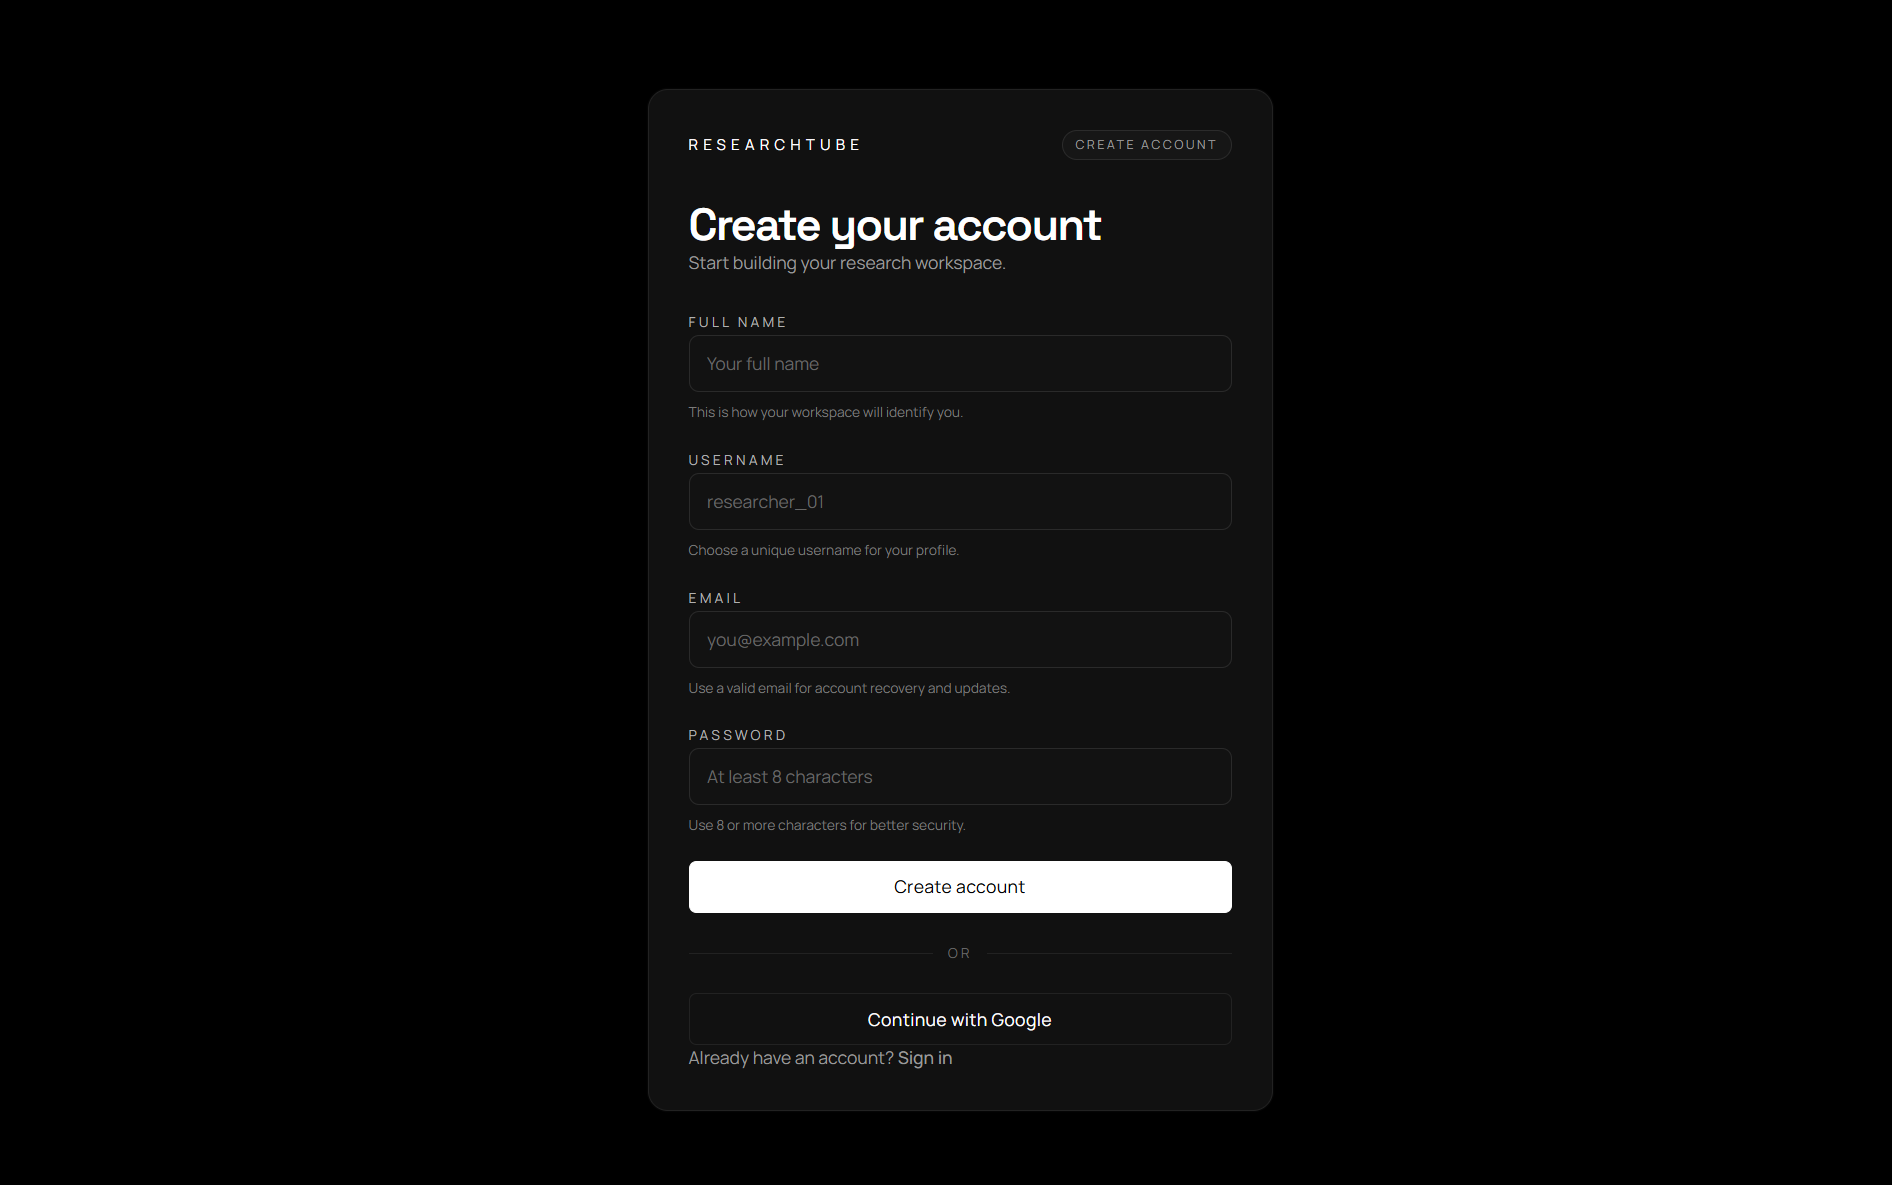 RESEARCHTUBE
CREATE ACCOUNT
Create your account
Start building your research workspace.
FULL NAME
Your full name
This is how your workspace will identify you.
USERNAME
researcher_01
Choose a unique username for your profile.
EMAIL
you@example.com
Use a valid email for account recovery and updates.
PASSWORD
At least 8 characters
Use 8 or more characters for better security.
Create account
OR
Continue with Google
Already have an account? Sign in